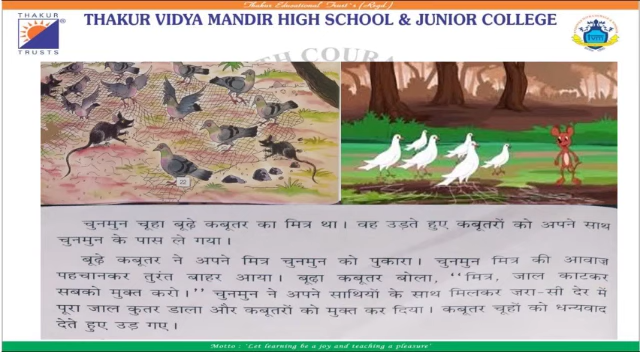 Thakur Educational Trust's (Regd.)
THAKUR
TRUSTS
THAKUR VIDYA MANDIR HIGH SCHOOL & JUNIOR COLLEGE
चुनमुन चूहा बूढ़े कबूतर का मित्र था। वह उड़ते हुए कबूतरों को अपने साथ
चुनमुन के पास ले गया।
बूढ़े कबूतर ने अपने मित्र चुनमुन को पुकारा। चुनमुन मित्र की आवाज़
पहचानकर तुरंत बाहर आया। बूढा कबूतर बोला, ‘‘मित्र, जाल काटकर
सबको मुक्त करो।’’ चुनमुन ने अपने साथियों के साथ मिलकर जरा-सी देर में
पूरा जाल कुतर डाला और कबूतरों को मुक्त कर दिया। कबूतर चूहों को धन्यवाद
देते हुए उड़ गए।
Motto : 'Let learning be a joy and teaching a pleasure'